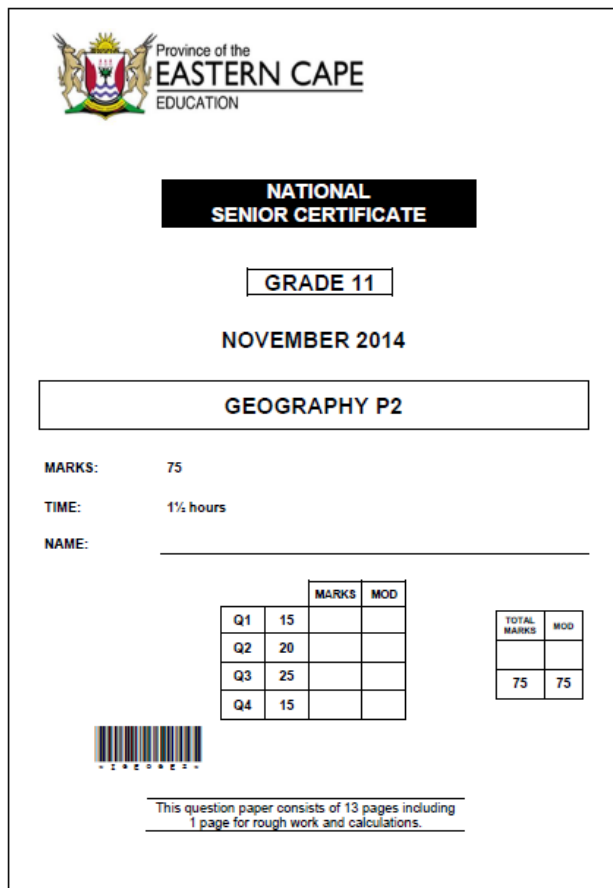 Province of the
EASTERN CAPE
EDUCATION
NATIONAL
SENIOR CERTIFICATE
GRADE 11
NOVEMBER 2014
GEOGRAPHY P2
MARKS: 75
TIME: 1½ hours
NAME:
MARKS MOD
Q1 15
Q2 20
Q3 25
Q4 15
TOTAL MARKS MOD
75 75
This question paper consists of 13 pages including
1 page for rough work and calculations.